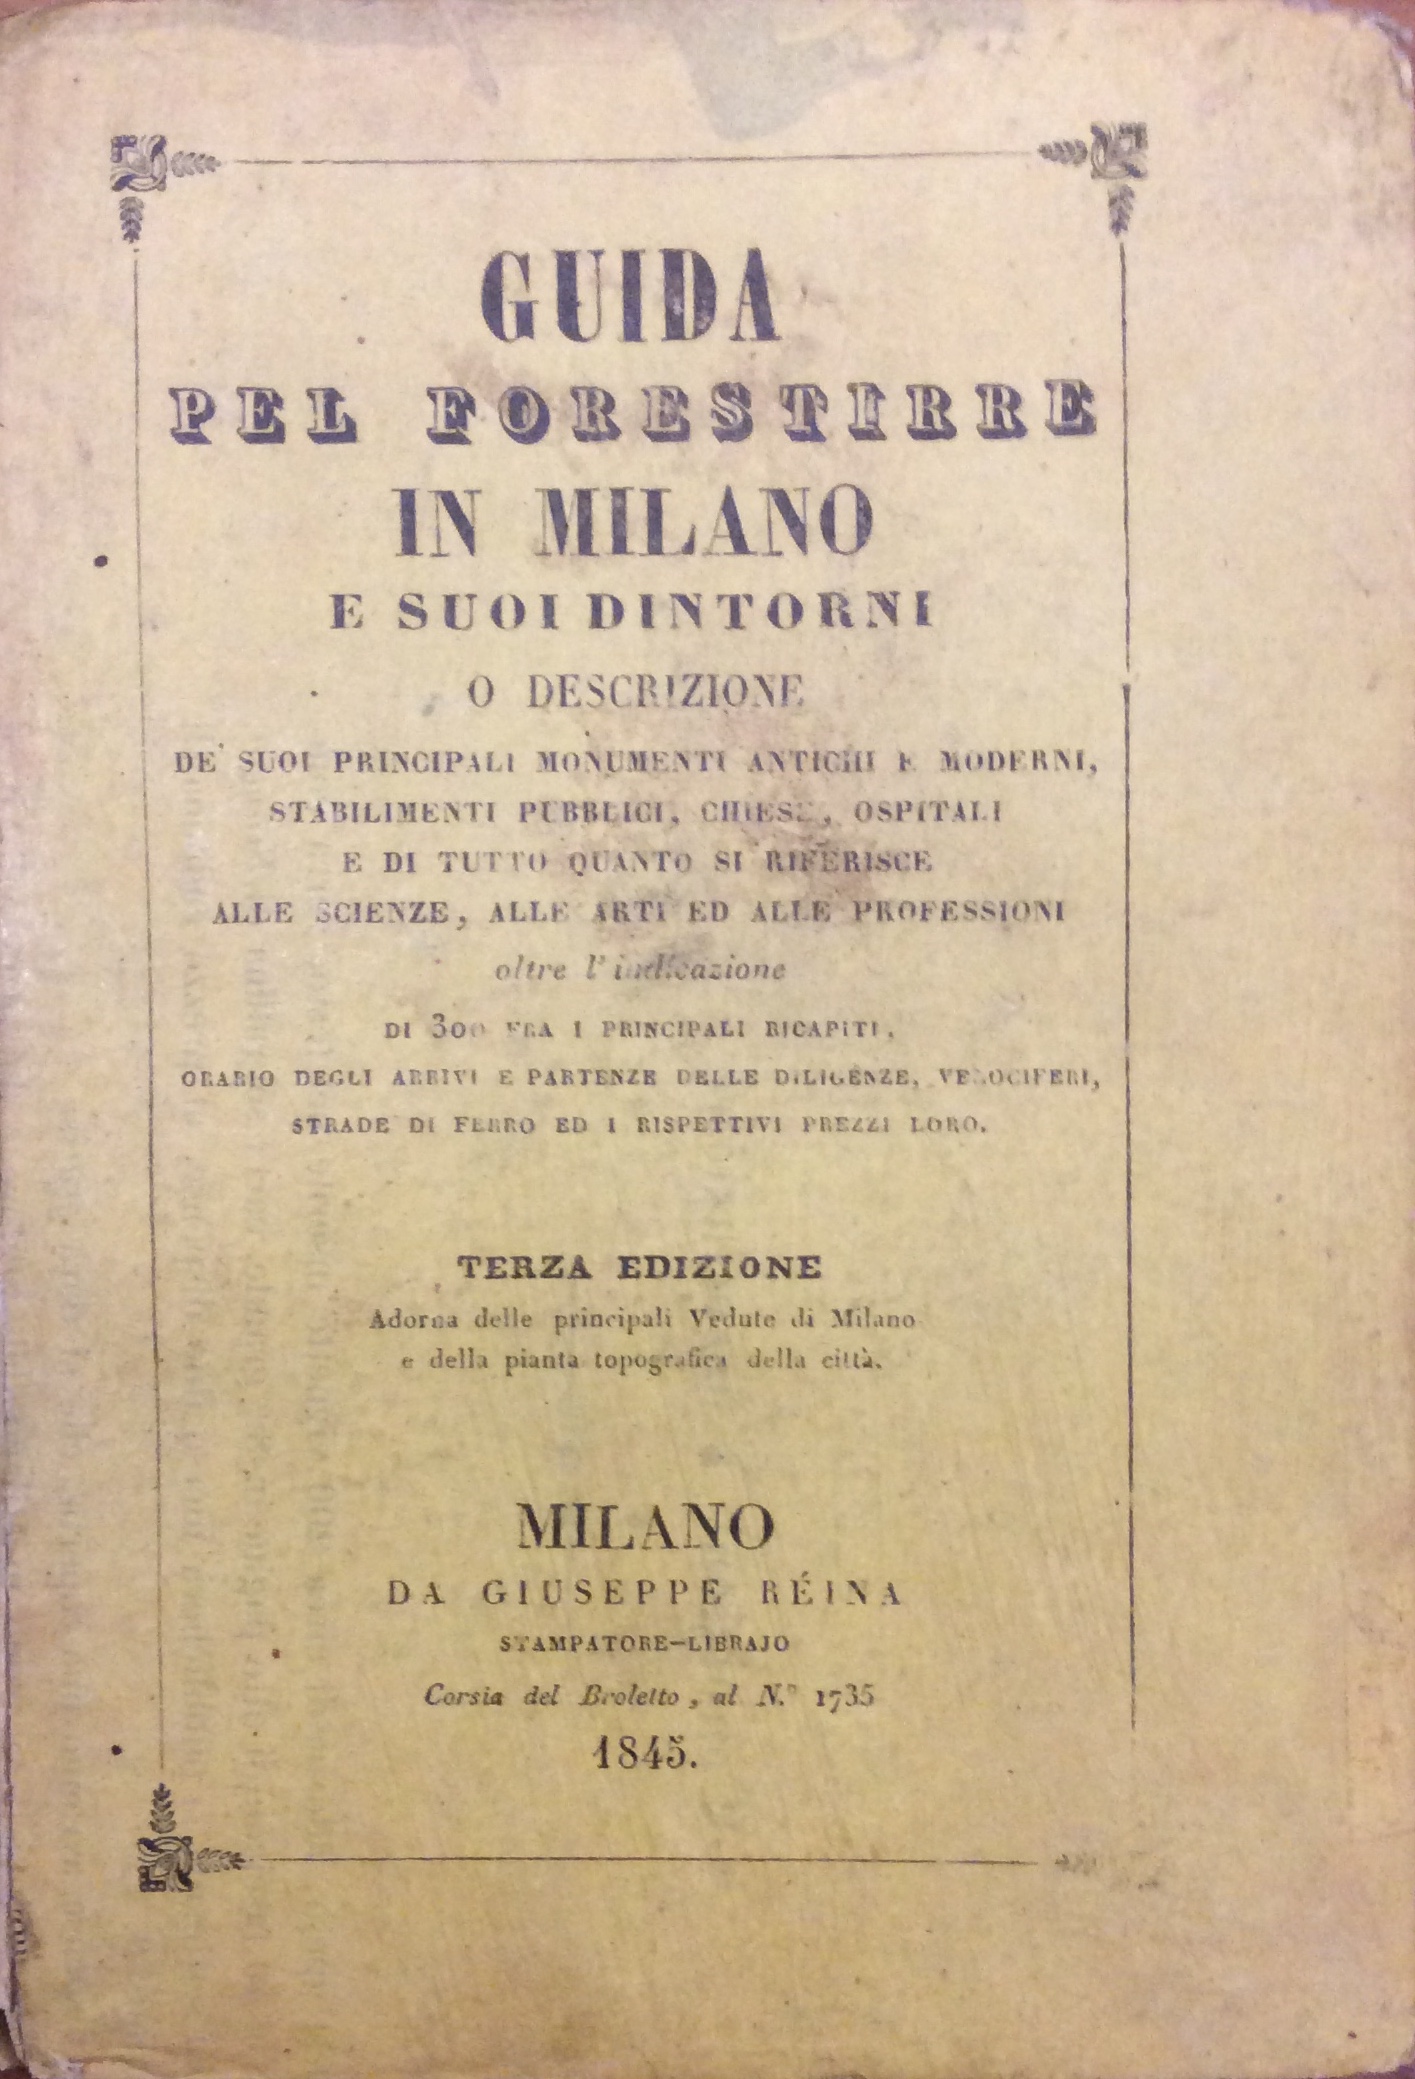 GUIDA
PEL FORESTIRRE
IN MILANO
E SUOI DINTORNI
O DESCRIZIONE
DE' SUOI PRINCIPALI MONUMENTI ANTICHI E MODERNI,
STABILIMENTI PUBBLICI, CHIESE, OSPITALI
E DI TUTTO QUANTO SI RIFERISCE
ALLE SCIENZE, ALLE ARTI ED ALLE PROFESSIONI
oltre l'indicazione
DI 300 FRA I PRINCIPALI RICAPITI,
ORARIO DEGLI ARRIVI E PARTENZE DELLE DILIGENZE, VELOCIFERI,
STRADE DI FERRO ED I RISPETTIVI PREZZI LORO.
TERZA EDIZIONE
Adorna delle principali Vedute di Milano
e della pianta topografica della città.
MILANO
DA GIUSEPPE RÉINA
STAMPATORE-LIBRAJO
Corsia del Broletto, al N.° 1735
1845.